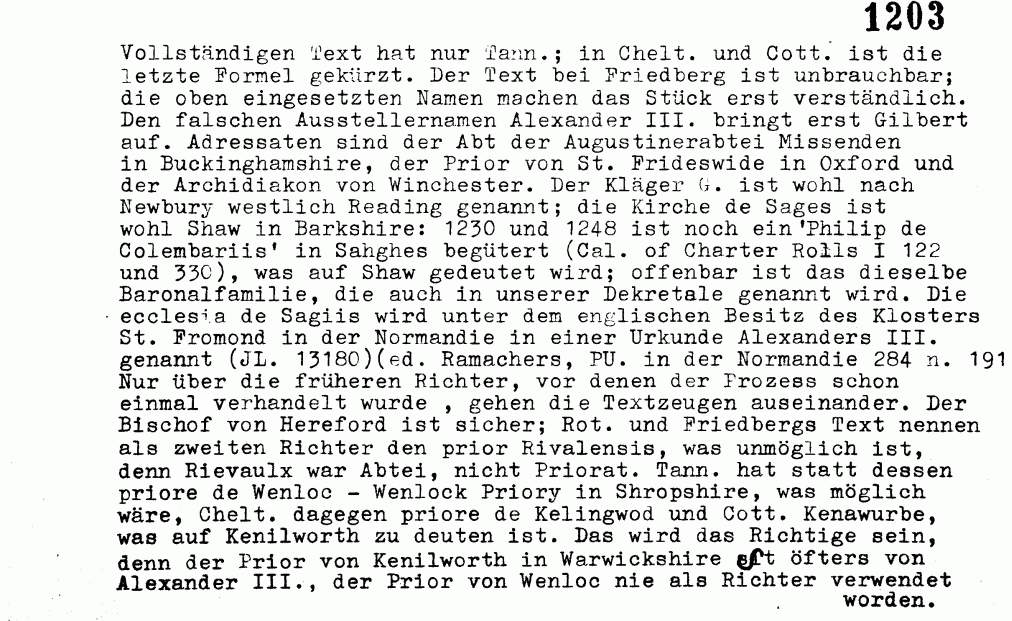 1203
Vollständigen Text hat nur Tann.; in Chelt. und Cott. ist die
letzte Formel gekürzt. Der Text bei Friedberg ist unbrauchbar;
die oben eingesetzten Namen machen das Stück erst verständlich.
Den falschen Ausstellernamen Alexander III. bringt erst Gilbert
auf. Adressaten sind der Abt der Augustinerabtei Missenden
in Buckinghamshire, der Prior von St. Frideswide in Oxford und
der Archidiakon von Winchester. Der Kläger G. ist wohl nach
Newbury westlich Reading genannt; die Kirche de Sages ist
wohl Shaw in Barkshire: 1230 und 1248 ist noch ein 'Philip de
Colembariis' in Sahghes begütert (Cal. of Charter Rolls I 122
und 330), was auf Shaw gedeutet wird; offenbar ist das dieselbe
Baronalfamilie, die auch in unserer Dekretale genannt wird. Die
ecclesia de Sagiis wird unter dem englischen Besitz des Klosters
St. Fromond in der Normandie in einer Urkunde Alexanders III.
genannt (JL. 13180)(ed. Ramachers, PU. in der Normandie 284 n. 191
Nur über die früheren Richter, vor denen der Prozess schon
einmal verhandelt wurde , gehen die Textzeugen auseinander. Der
Bischof von Hereford ist sicher; Rot. und Friedbergs Text nennen
als zweiten Richter den prior Rivalensis, was unmöglich ist,
denn Rievaulx war Abtei, nicht Priorat. Tann. hat statt dessen
priore de Wenloc - Wenlock Priory in Shropshire, was möglich
wäre, Chelt. dagegen priore de Kelingwod und Cott. Kenawurbe,
was auf Kenilworth zu deuten ist. Das wird das Richtige sein,
denn der Prior von Kenilworth in Warwickshire ist öfters von
Alexander III., der Prior von Wenloc nie als Richter verwendet
worden.